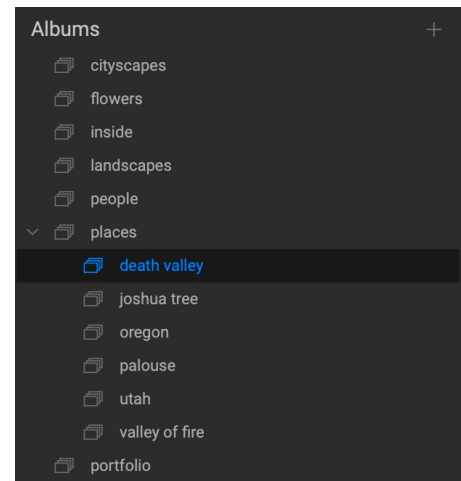 Albums
cityscapes
flowers
inside
landscapes
people
places
death valley
joshua tree
oregon
palouse
utah
valley of fire
portfolio